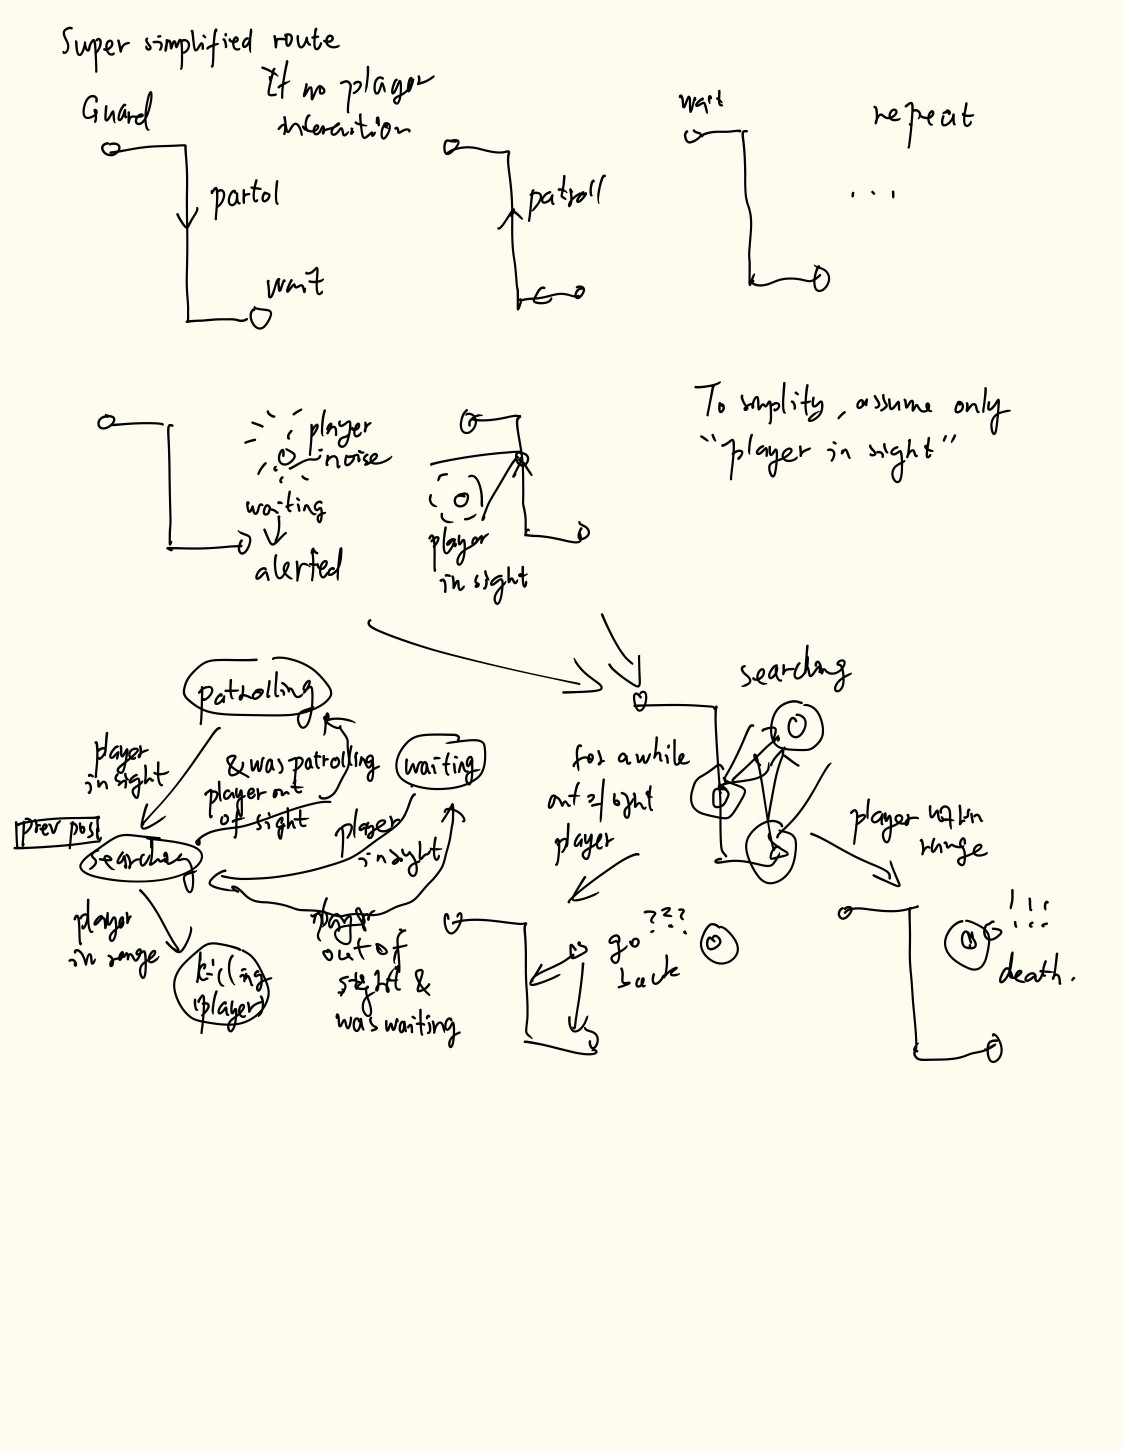 Super simplified route
If no player
interaition
Guard
partol
wait
patroll
wait
repeat
...
player
noise
waiting
alerted
player
in sight
To simplity, assume only
"player in sight"
patrolling
player
in sight
& was patrolling
player out
of sight
waiting
player
in sight
prev post
searching
player
in range
killing
player
player
out of
sight &
was waiting
searching
for a while
out of sight
player
player within
range
???
go
back
!!!
death.